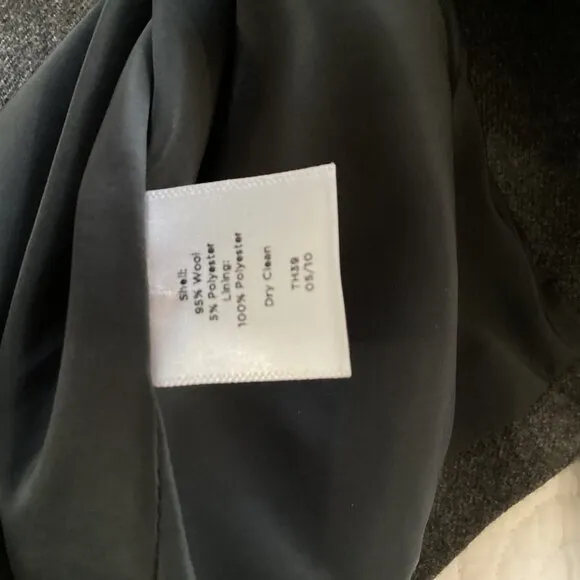 Shell:
95% Wool
5% Polyester
Lining:
100% Polyester
Dry Clean
TH39
05/10